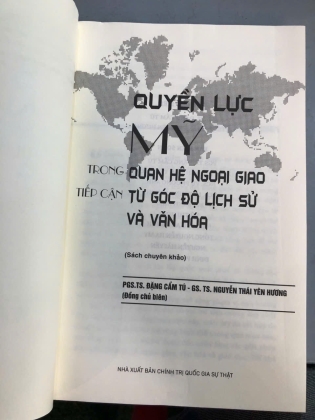 QUYỀN LỰC
MỸ
TRONG QUAN HỆ NGOẠI GIAO
TIẾP CẬN TỪ GÓC ĐỘ LỊCH SỬ
VÀ VĂN HÓA
(Sách chuyên khảo)
PGS.TS. ĐẶNG CẨM TÚ - GS. TS. NGUYỄN THÁI YÊN HƯƠNG
(Đồng chủ biên)
NHÀ XUẤT BẢN CHÍNH TRỊ QUỐC GIA SỰ THẬT